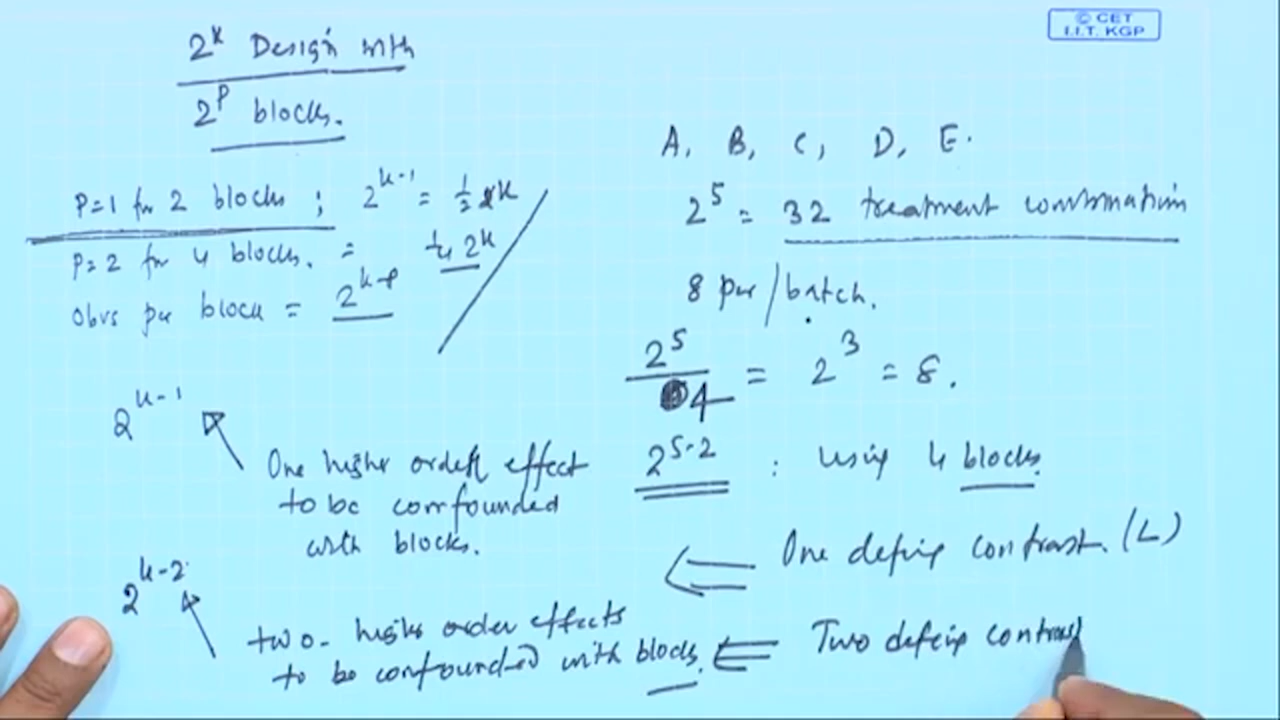 © CET
I.I.T. KGP
2^k Design with
2^p blocks.
P=1 for 2 blocks ; 2^{k-1} = 1/2 2^k
P=2 for 4 blocks. = 1/4 2^k
Obvs per block = 2^{k-p}
2^{k-1}
One higher order effect
to be confounded
with blocks.
2^{k-2}
two- higher order effects
to be confounded with blocks.
A, B, C, D, E.
2^5 = 32 treatment combination
8 per/batch.
2^5/4 = 2^3 = 8.
2^{5-2} : using 4 blocks.
One defing contrast. (L)
Two defing contrast